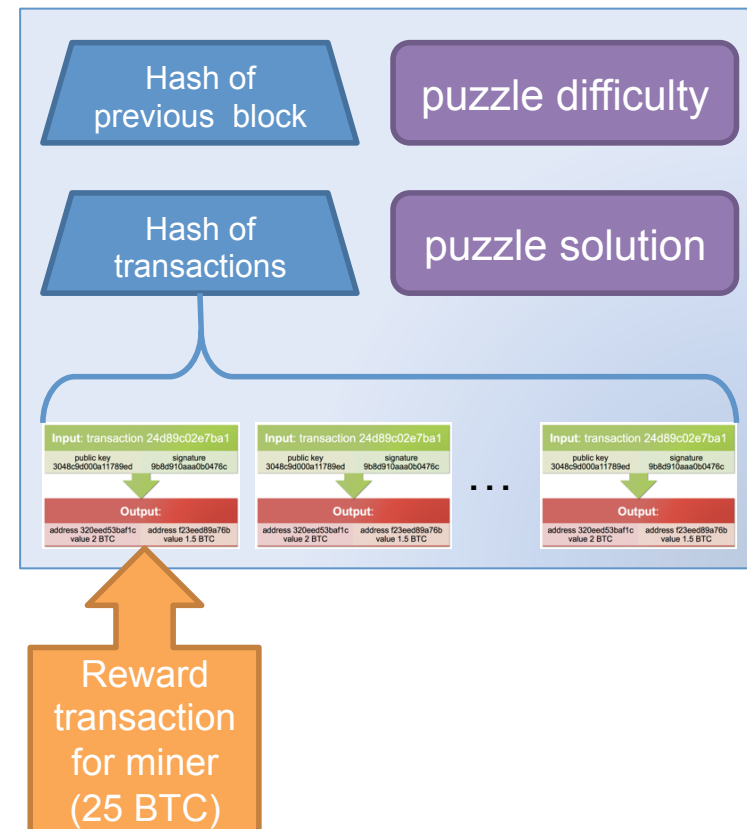 Hash of
previous block
puzzle difficulty
Hash of
transactions
puzzle solution
Input: transaction 24d89c02e7ba1
public key
3048c9d000a11789ed
signature
9b8d910aaa0b0476c
Output:
address 320eed53baf1c
value 2 BTC
address f23eed89a76b
value 1.5 BTC
Input: transaction 24d89c02e7ba1
public key
3048c9d000a11789ed
signature
9b8d910aaa0b0476c
Output:
address 320eed53baf1c
value 2 BTC
address f23eed89a76b
value 1.5 BTC
...
Input: transaction 24d89c02e7ba1
public key
3048c9d000a11789ed
signature
9b8d910aaa0b0476c
Output:
address 320eed53baf1c
value 2 BTC
address f23eed89a76b
value 1.5 BTC
Reward
transaction
for miner
(25 BTC)